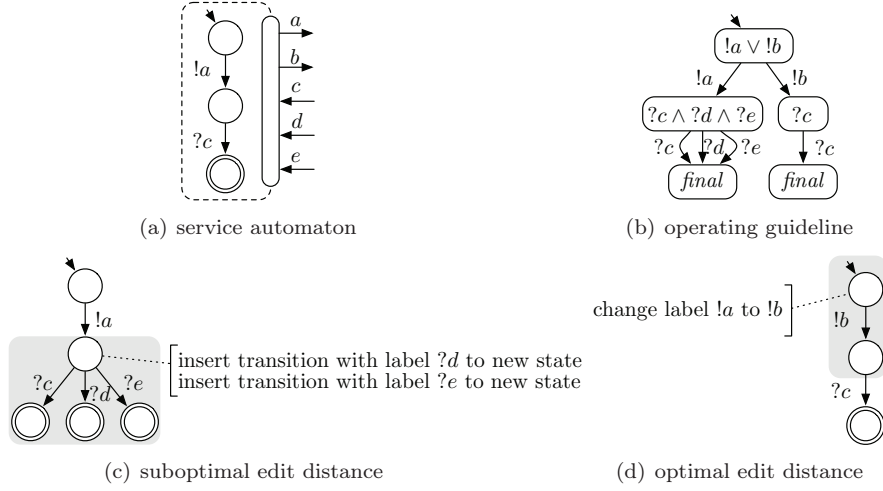 a
!a
b
c
?c
d
e
(a) service automaton
!a ∨ !b
!a
!b
?c ∧ ?d ∧ ?e
?c
?c
?d
?e
?c
final
final
(b) operating guideline
!a
?c
?d
?e
insert transition with label ?d to new state
insert transition with label ?e to new state
(c) suboptimal edit distance
change label !a to !b
!b
?c
(d) optimal edit distance